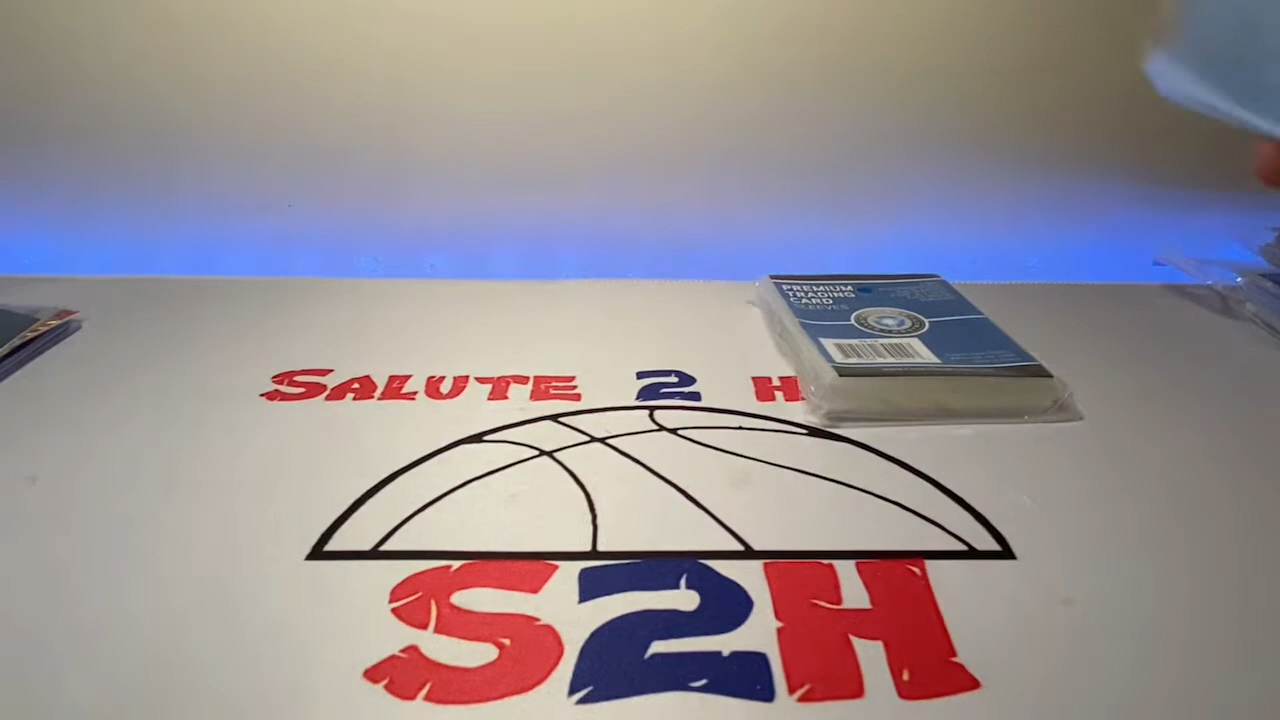 PREMIUM
TRADING
CARD
SLEEVES
SALUTE 2 H
S2H